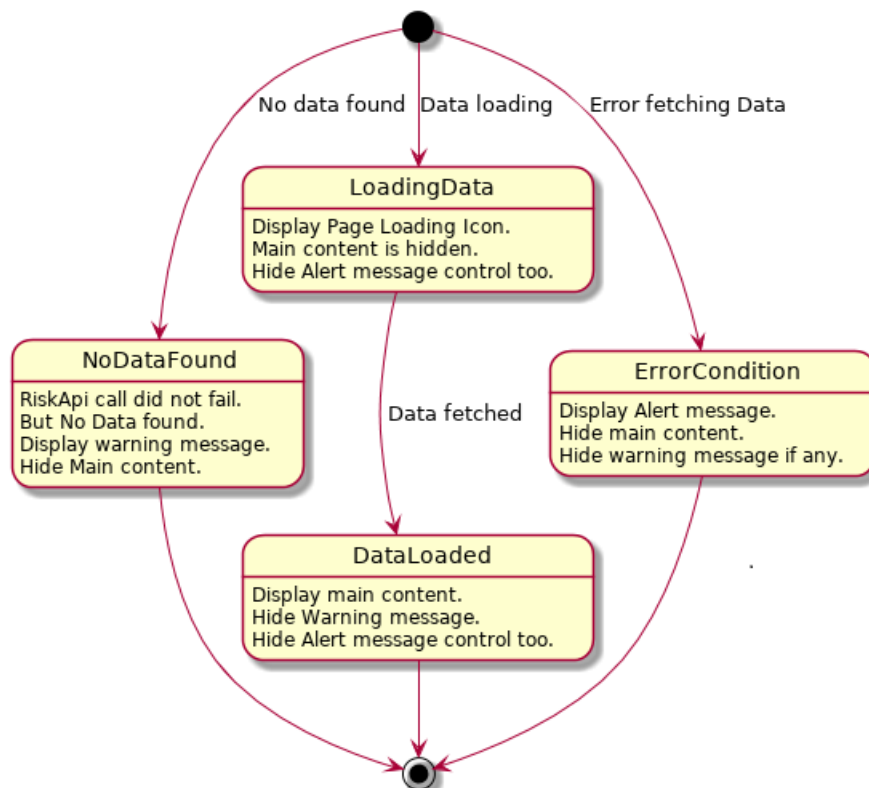 No data found
Data loading
Error fetching Data
LoadingData
Display Page Loading Icon.
Main content is hidden.
Hide Alert message control too.
NoDataFound
RiskApi call did not fail.
But No Data found.
Display warning message.
Hide Main content.
ErrorCondition
Display Alert message.
Hide main content.
Hide warning message if any.
Data fetched
DataLoaded
Display main content.
Hide Warning message.
Hide Alert message control too.